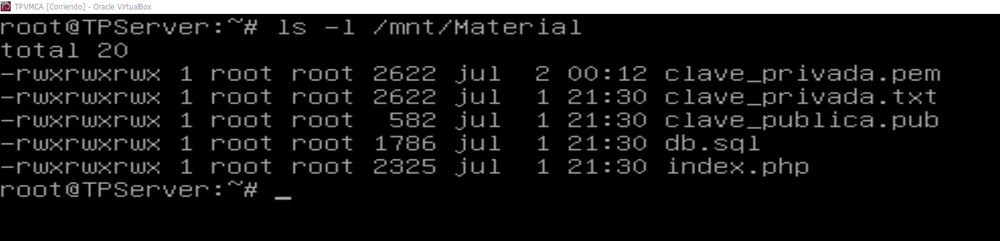 TPVMCA [Corriendo] - Oracle VirtualBox
root@TPServer:~# ls -l /mnt/Material
total 20
-rwxrwxrwx 1 root root 2622 jul  2 00:12 clave_privada.pem
-rwxrwxrwx 1 root root 2622 jul  1 21:30 clave_privada.txt
-rwxrwxrwx 1 root root  582 jul  1 21:30 clave_publica.pub
-rwxrwxrwx 1 root root 1786 jul  1 21:30 db.sql
-rwxrwxrwx 1 root root 2325 jul  1 21:30 index.php
root@TPServer:~# _